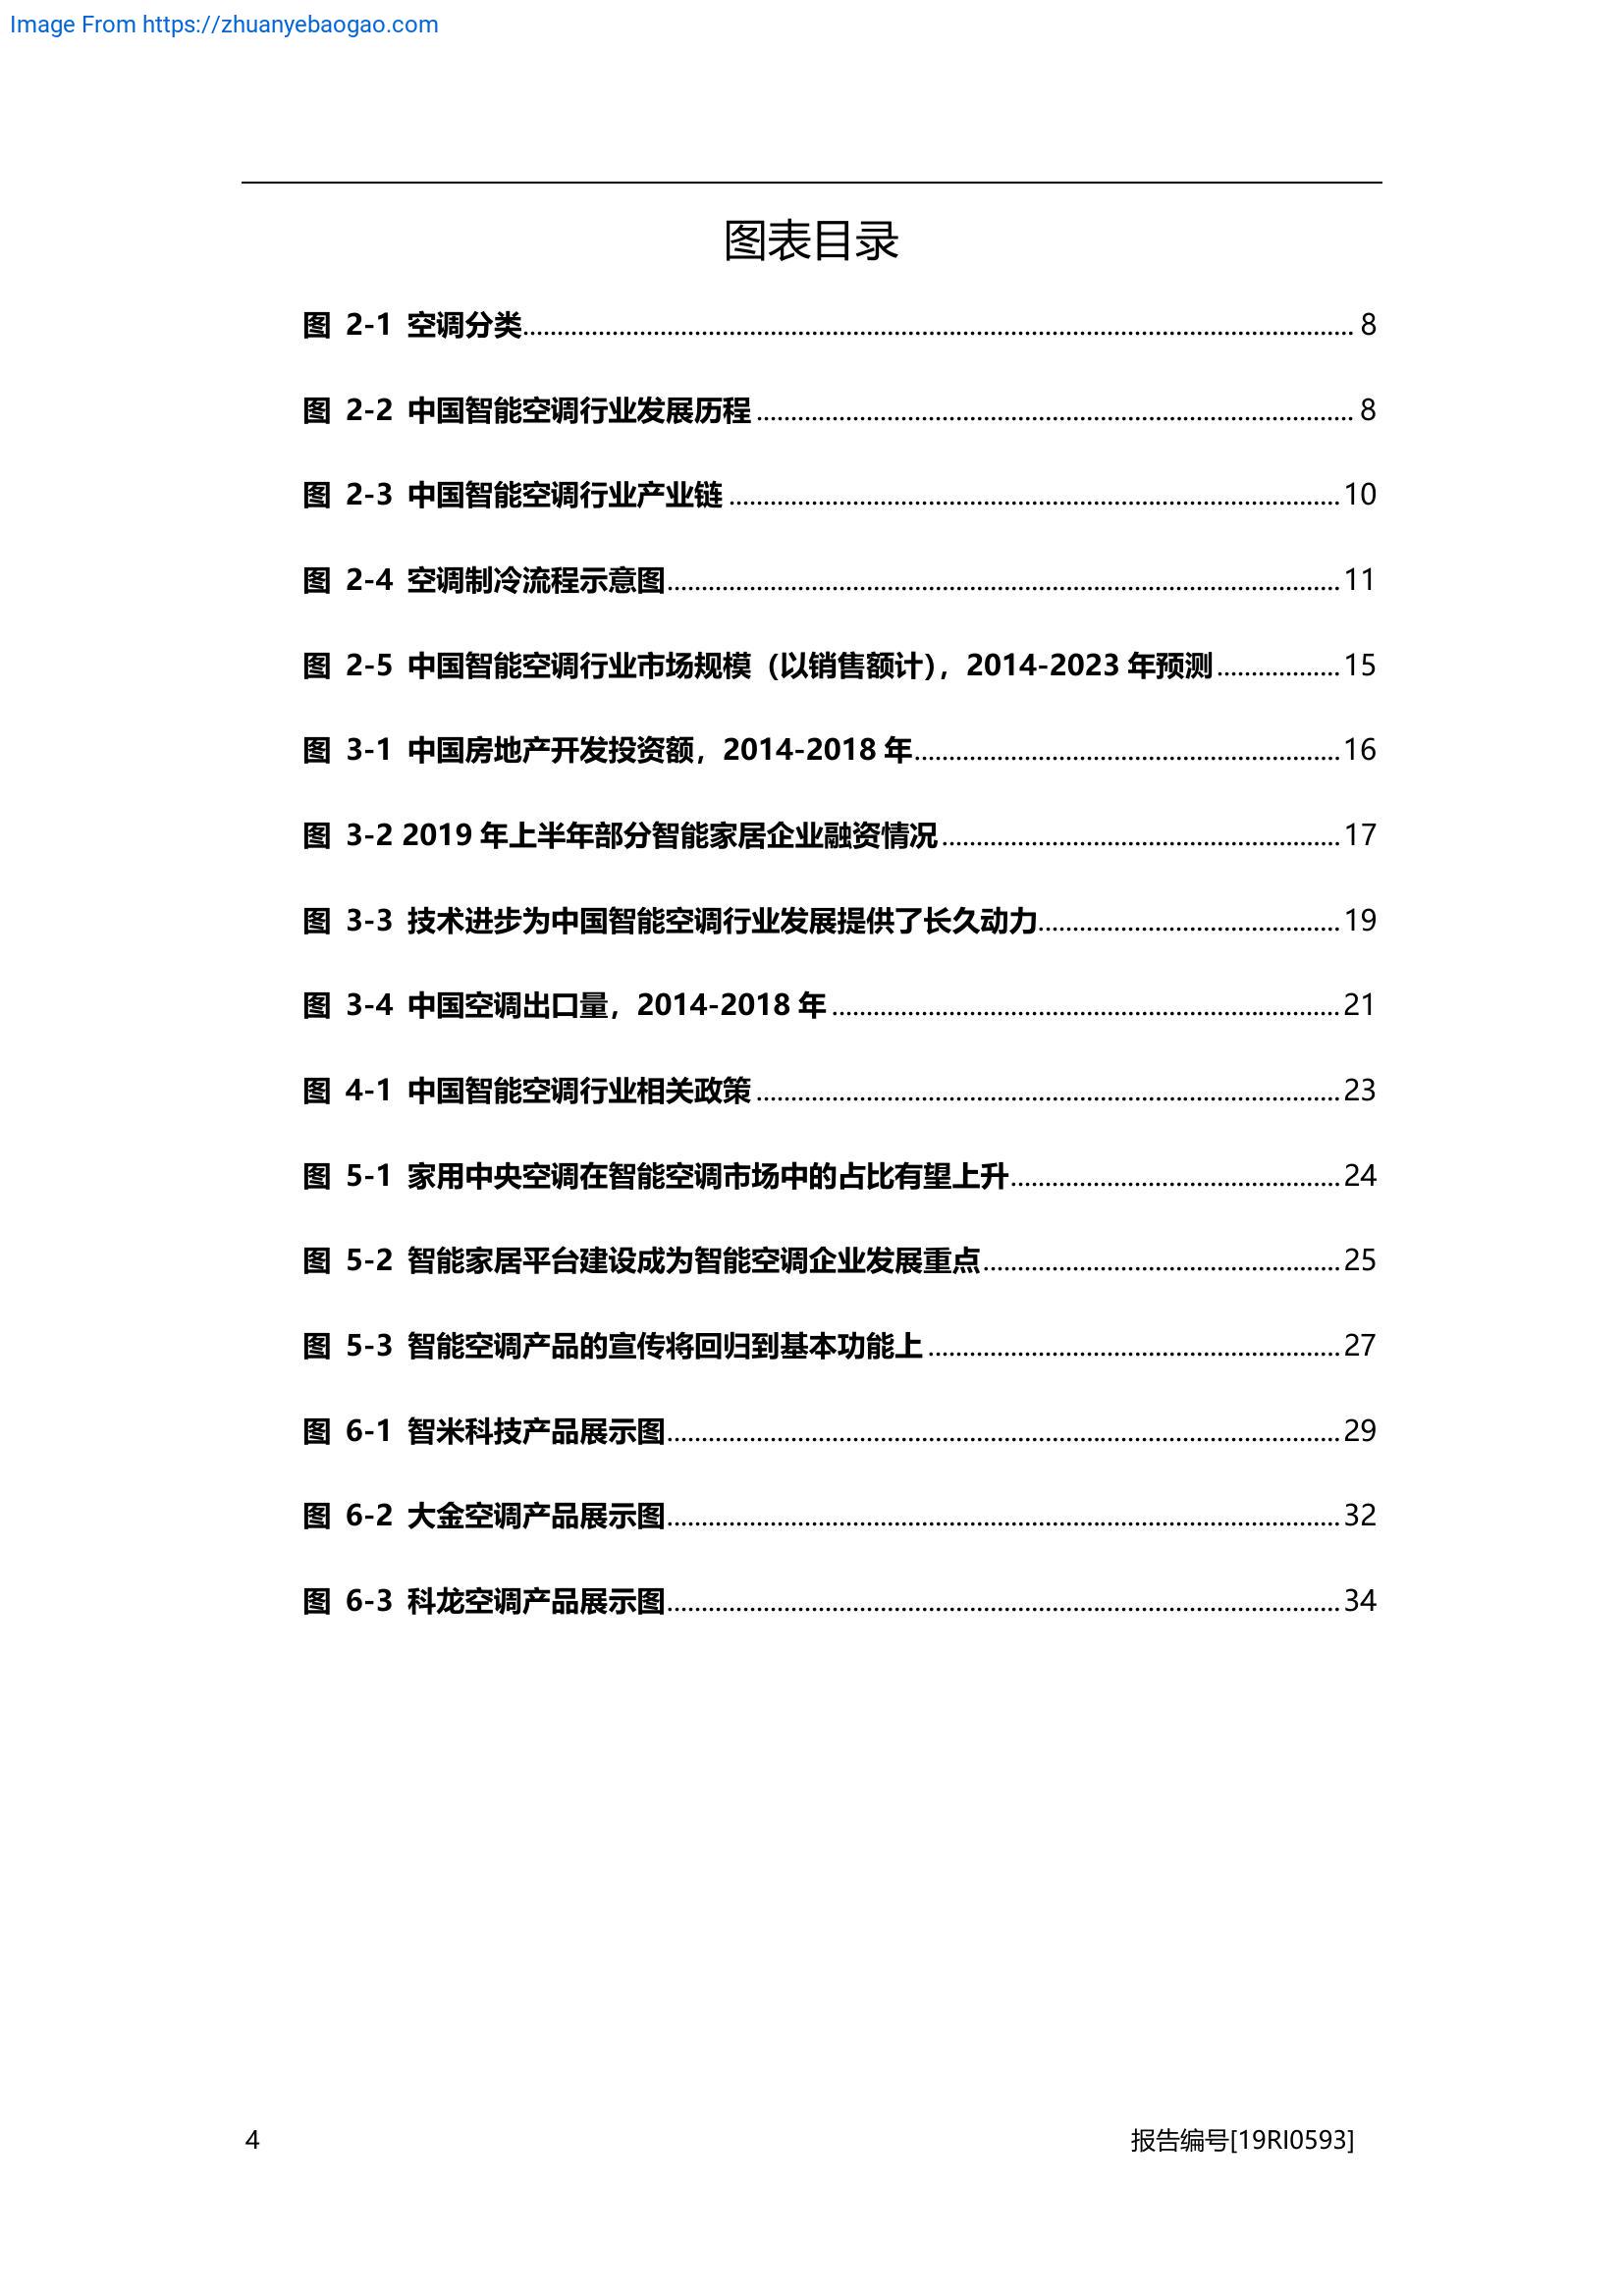 Image From https://zhuanyebaogao.com
图表目录
图 2-1 空调分类 8
图 2-2 中国智能空调行业发展历程 8
图 2-3 中国智能空调行业产业链 10
图 2-4 空调制冷流程示意图 11
图 2-5 中国智能空调行业市场规模（以销售额计），2014-2023 年预测 15
图 3-1 中国房地产开发投资额，2014-2018 年 16
图 3-2 2019 年上半年部分智能家居企业融资情况 17
图 3-3 技术进步为中国智能空调行业发展提供了长久动力 19
图 3-4 中国空调出口量，2014-2018 年 21
图 4-1 中国智能空调行业相关政策 23
图 5-1 家用中央空调在智能空调市场中的占比有望上升 24
图 5-2 智能家居平台建设成为智能空调企业发展重点 25
图 5-3 智能空调产品的宣传将回归到基本功能上 27
图 6-1 智米科技产品展示图 29
图 6-2 大金空调产品展示图 32
图 6-3 科龙空调产品展示图 34
4 报告编号[19RI0593]